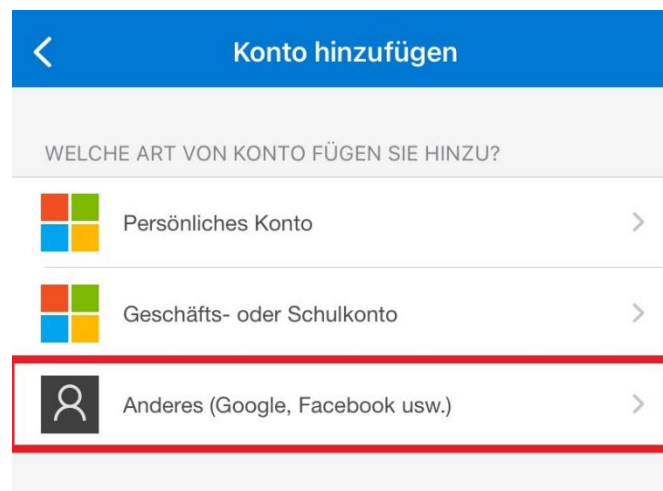 Konto hinzufügen
WELCHE ART VON KONTO FÜGEN SIE HINZU?
Persönliches Konto
Geschäfts- oder Schulkonto
Anderes (Google, Facebook usw.)